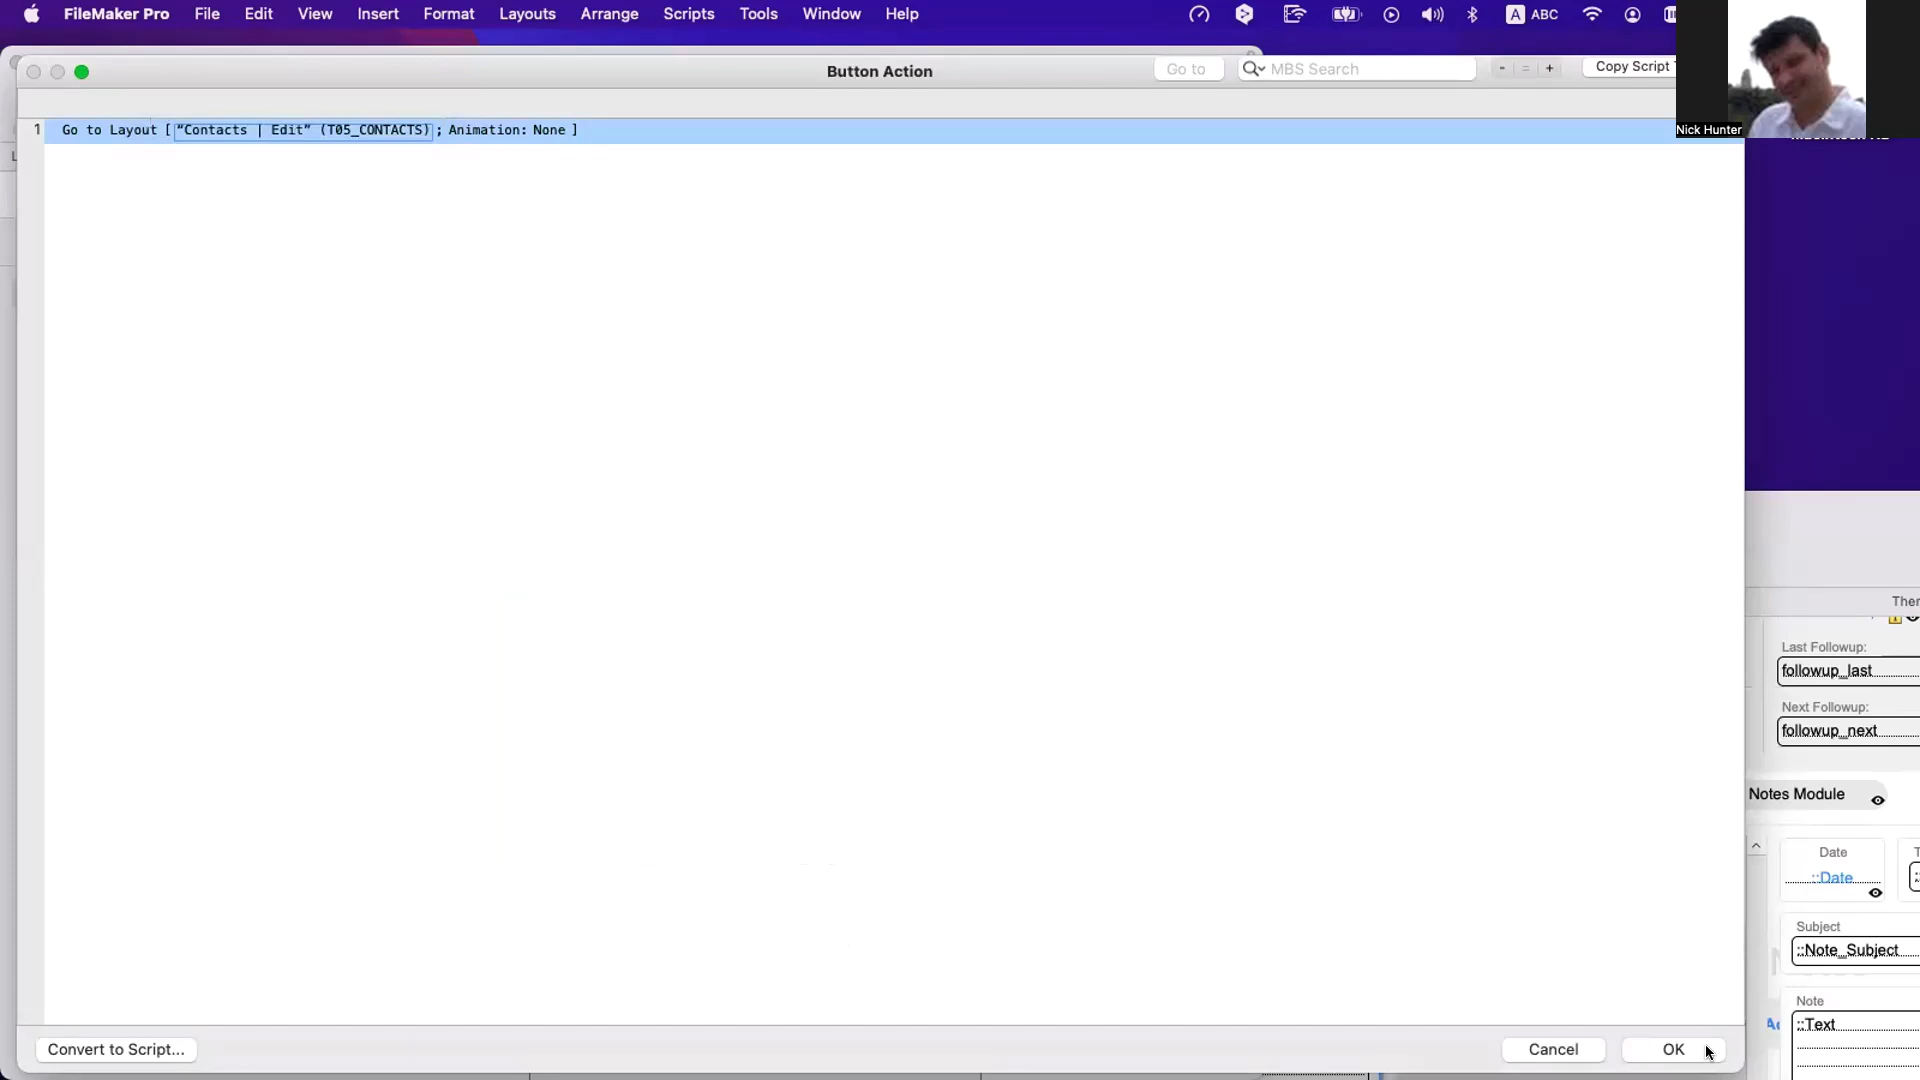 FileMaker Pro File Edit View Insert Format Layouts Arrange Scripts Tools Window Help A ABC
Button Action
Go to
MBS Search
- = +
Copy Script
Nick Hunter
1 Go to Layout [ “Contacts | Edit” (T05_CONTACTS) ; Animation: None ]
Last Followup:
followup_last
Next Followup:
followup_next
Notes Module
Date
::Date
Subject
::Note_Subject
Note
::Text
Convert to Script...
Cancel
OK